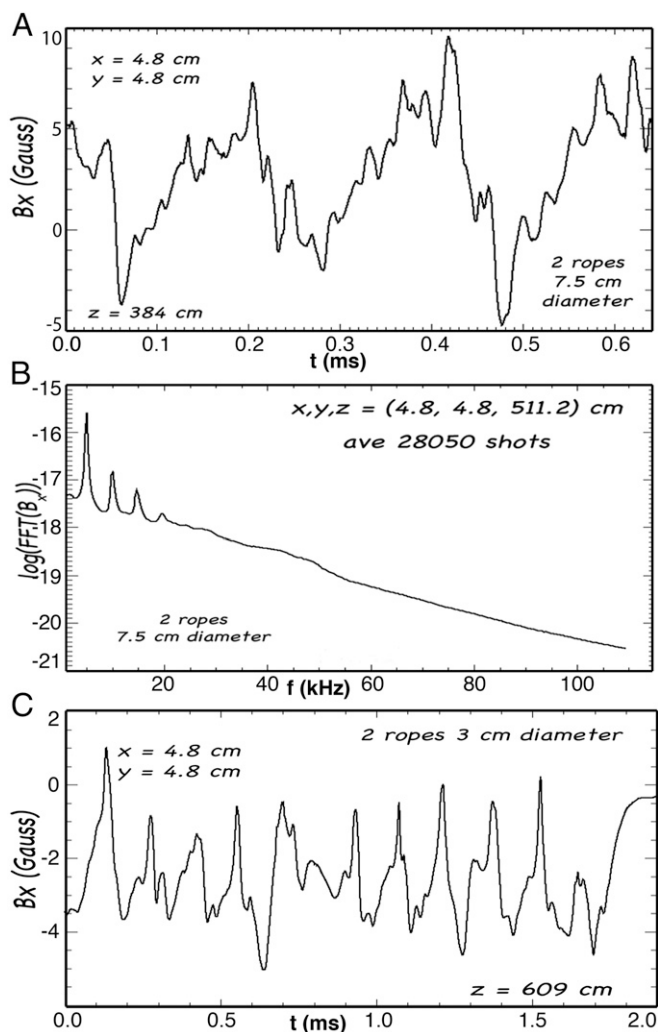 A
10
5
0
-5
Bx (Gauss)
x = 4.8 cm
y = 4.8 cm
z = 384 cm
2 ropes
7.5 cm
diameter
0.0 0.1 0.2 0.3 0.4 0.5 0.6
t (ms)
B
-15
-16
-17
-18
-19
-20
-21
log(FFT(Bx))
x,y,z = (4.8, 4.8, 511.2) cm
ave 28050 shots
2 ropes
7.5 cm diameter
20 40 60 80 100
f (kHz)
C
2
0
-2
-4
Bx (Gauss)
x = 4.8 cm
y = 4.8 cm
2 ropes 3 cm diameter
z = 609 cm
0.0 0.5 1.0 1.5 2.0
t (ms)